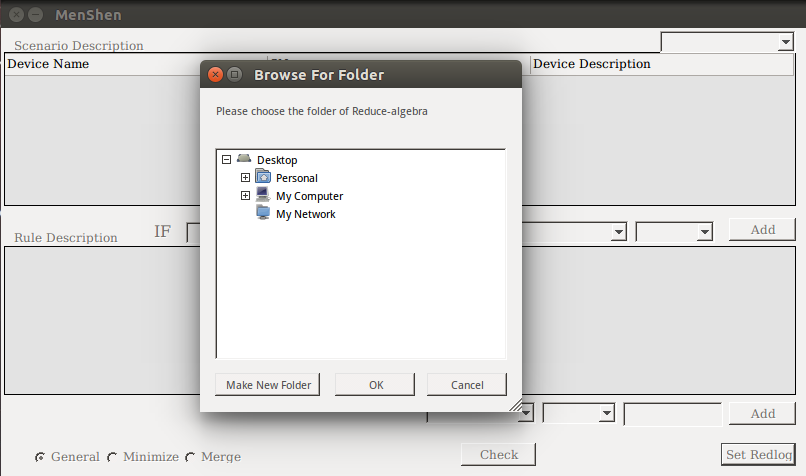 MenShen
Scenario Description
Device Name
Device Description
Browse For Folder
Please choose the folder of Reduce-algebra
Desktop
Personal
My Computer
My Network
Make New Folder OK Cancel
Rule Description IF Add
Add
General Minimize Merge Check Set Redlog